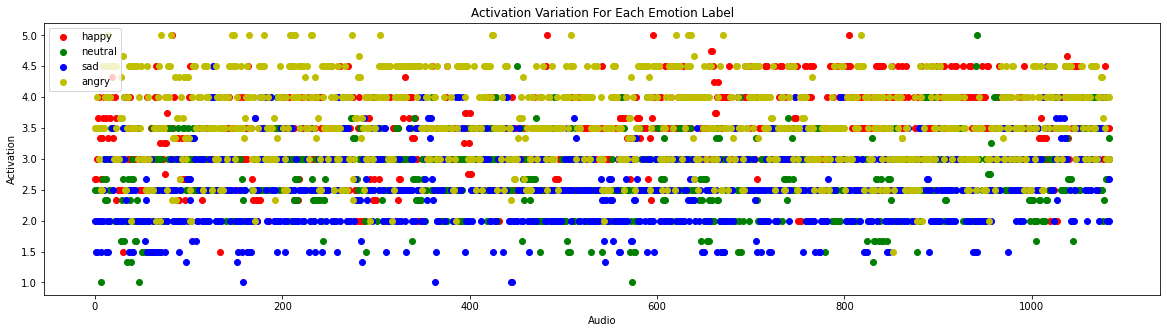 Activation Variation For Each Emotion Label
happy
neutral
sad
angry
Activation
5.0
4.5
4.0
3.5
3.0
2.5
2.0
1.5
1.0
0 200 400 600 800 1000
Audio